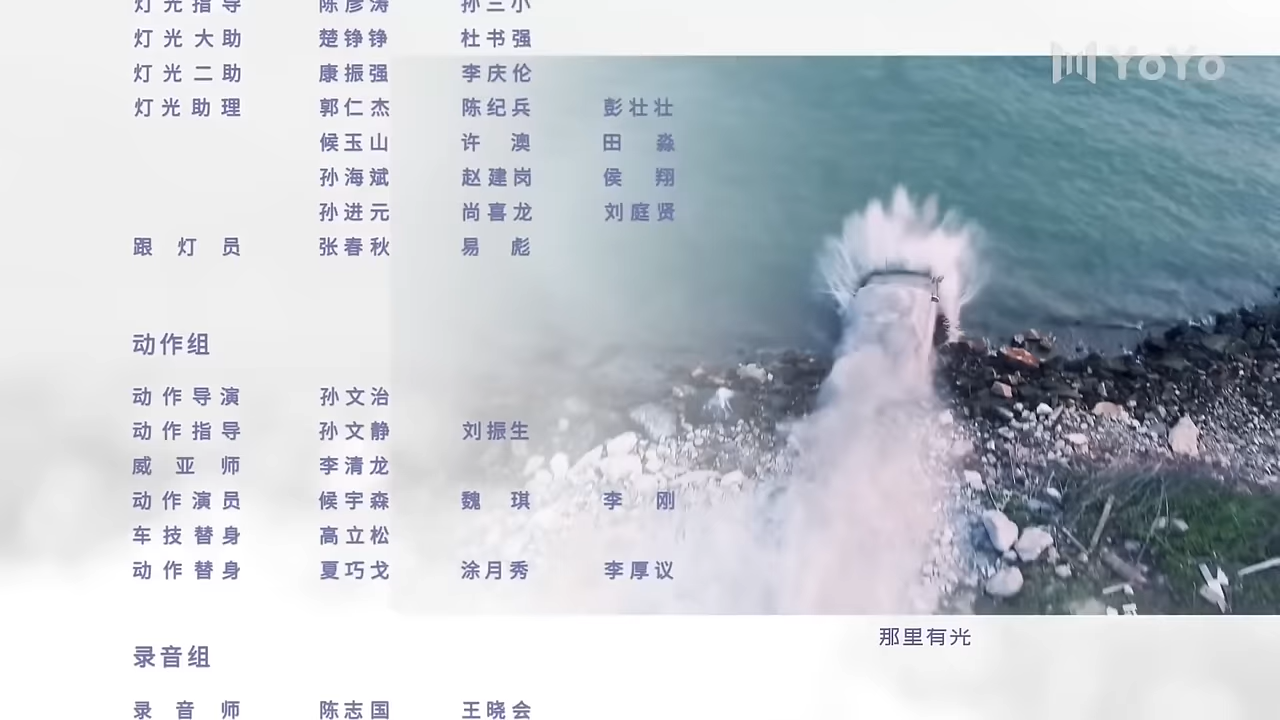 灯光指导 陈彦涛 孙三小
灯光大助 楚铮铮 杜书强
YOYO
灯光二助 康振强 李庆伦
灯光助理 郭仁杰 陈纪兵 彭壮壮
候玉山 许澳 田淼
孙海斌 赵建岗 侯翔
孙进元 尚喜龙 刘庭贤
跟灯员 张春秋 易彪
动作组
动作导演 孙文治
动作指导 孙文静 刘振生
威亚师 李清龙
动作演员 候宇森 魏琪 李刚
车技替身 高立松
动作替身 夏巧戈 涂月秀 李厚议
那里有光
录音组
录音师 陈志国 王晓会